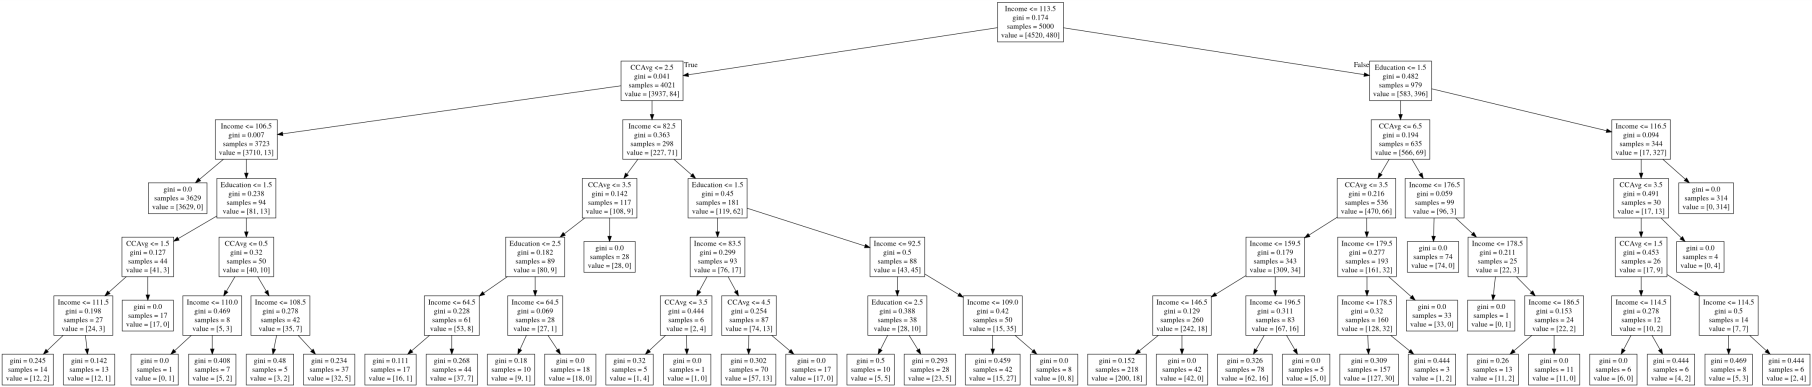 Income <= 113.5
gini = 0.174
samples = 5000
value = [4520, 480]
True
False
CCAvg <= 2.5
gini = 0.041
samples = 4021
value = [3937, 84]
Education <= 1.5
gini = 0.482
samples = 979
value = [583, 396]
Income <= 106.5
gini = 0.007
samples = 3723
value = [3710, 13]
Income <= 82.5
gini = 0.363
samples = 298
value = [227, 71]
CCAvg <= 6.5
gini = 0.194
samples = 635
value = [566, 69]
Income <= 116.5
gini = 0.094
samples = 344
value = [17, 327]
gini = 0.0
samples = 3629
value = [3629, 0]
Education <= 1.5
gini = 0.238
samples = 94
value = [81, 13]
CCAvg <= 3.5
gini = 0.142
samples = 117
value = [108, 9]
Education <= 1.5
gini = 0.45
samples = 181
value = [119, 62]
CCAvg <= 3.5
gini = 0.216
samples = 536
value = [470, 66]
Income <= 176.5
gini = 0.059
samples = 99
value = [96, 3]
CCAvg <= 3.5
gini = 0.491
samples = 30
value = [17, 13]
gini = 0.0
samples = 314
value = [0, 314]
CCAvg <= 1.5
gini = 0.127
samples = 44
value = [41, 3]
CCAvg <= 0.5
gini = 0.32
samples = 50
value = [40, 10]
Education <= 2.5
gini = 0.182
samples = 89
value = [80, 9]
gini = 0.0
samples = 28
value = [28, 0]
Income <= 83.5
gini = 0.299
samples = 93
value = [76, 17]
Income <= 92.5
gini = 0.5
samples = 88
value = [43, 45]
Income <= 159.5
gini = 0.179
samples = 343
value = [309, 34]
Income <= 179.5
gini = 0.277
samples = 193
value = [161, 32]
gini = 0.0
samples = 74
value = [74, 0]
Income <= 178.5
gini = 0.211
samples = 25
value = [22, 3]
CCAvg <= 1.5
gini = 0.453
samples = 26
value = [17, 9]
gini = 0.0
samples = 4
value = [0, 4]
Income <= 111.5
gini = 0.198
samples = 27
value = [24, 3]
gini = 0.0
samples = 17
value = [17, 0]
Income <= 110.0
gini = 0.469
samples = 8
value = [5, 3]
Income <= 108.5
gini = 0.278
samples = 42
value = [35, 7]
Income <= 64.5
gini = 0.228
samples = 61
value = [53, 8]
Income <= 64.5
gini = 0.069
samples = 28
value = [27, 1]
CCAvg <= 3.5
gini = 0.444
samples = 6
value = [2, 4]
CCAvg <= 4.5
gini = 0.254
samples = 87
value = [74, 13]
Education <= 2.5
gini = 0.388
samples = 38
value = [28, 10]
Income <= 109.0
gini = 0.42
samples = 50
value = [15, 35]
Income <= 146.5
gini = 0.129
samples = 260
value = [242, 18]
Income <= 196.5
gini = 0.311
samples = 83
value = [67, 16]
Income <= 178.5
gini = 0.32
samples = 160
value = [128, 32]
gini = 0.0
samples = 33
value = [33, 0]
gini = 0.0
samples = 1
value = [0, 1]
Income <= 186.5
gini = 0.153
samples = 24
value = [22, 2]
Income <= 114.5
gini = 0.278
samples = 12
value = [10, 2]
Income <= 114.5
gini = 0.5
samples = 14
value = [7, 7]
gini = 0.245
samples = 14
value = [12, 2]
gini = 0.142
samples = 13
value = [12, 1]
gini = 0.0
samples = 1
value = [0, 1]
gini = 0.408
samples = 7
value = [5, 2]
gini = 0.48
samples = 5
value = [3, 2]
gini = 0.234
samples = 37
value = [32, 5]
gini = 0.111
samples = 17
value = [16, 1]
gini = 0.268
samples = 44
value = [37, 7]
gini = 0.18
samples = 10
value = [9, 1]
gini = 0.0
samples = 18
value = [18, 0]
gini = 0.32
samples = 5
value = [1, 4]
gini = 0.0
samples = 1
value = [1, 0]
gini = 0.302
samples = 70
value = [57, 13]
gini = 0.0
samples = 17
value = [17, 0]
gini = 0.5
samples = 10
value = [5, 5]
gini = 0.293
samples = 28
value = [23, 5]
gini = 0.459
samples = 42
value = [15, 27]
gini = 0.0
samples = 8
value = [0, 8]
gini = 0.152
samples = 218
value = [200, 18]
gini = 0.0
samples = 42
value = [42, 0]
gini = 0.326
samples = 78
value = [62, 16]
gini = 0.0
samples = 5
value = [5, 0]
gini = 0.309
samples = 157
value = [127, 30]
gini = 0.444
samples = 3
value = [1, 2]
gini = 0.26
samples = 13
value = [11, 2]
gini = 0.0
samples = 11
value = [11, 0]
gini = 0.0
samples = 6
value = [6, 0]
gini = 0.444
samples = 6
value = [4, 2]
gini = 0.469
samples = 8
value = [5, 3]
gini = 0.444
samples = 6
value = [2, 4]